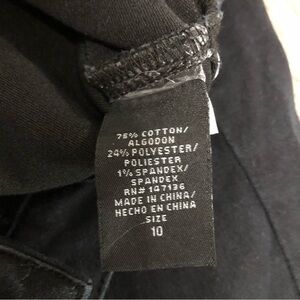 75% COTTON/
ALGODON
24% POLYESTER/
POLIESTER
1% SPANDEX/
SPANDEX
RN# 147136
MADE IN CHINA/
HECHO EN CHINA
SIZE
10